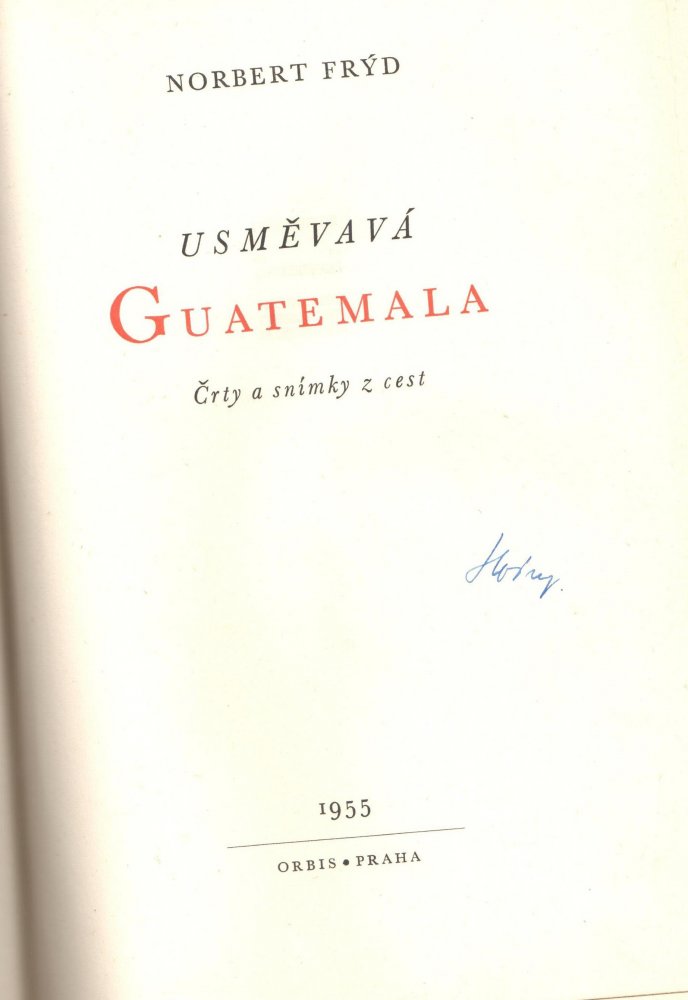 NORBERT FRÝD
USMĚVAVÁ
GUATEMALA
Črty a snímky z cest
1955
ORBIS • PRAHA